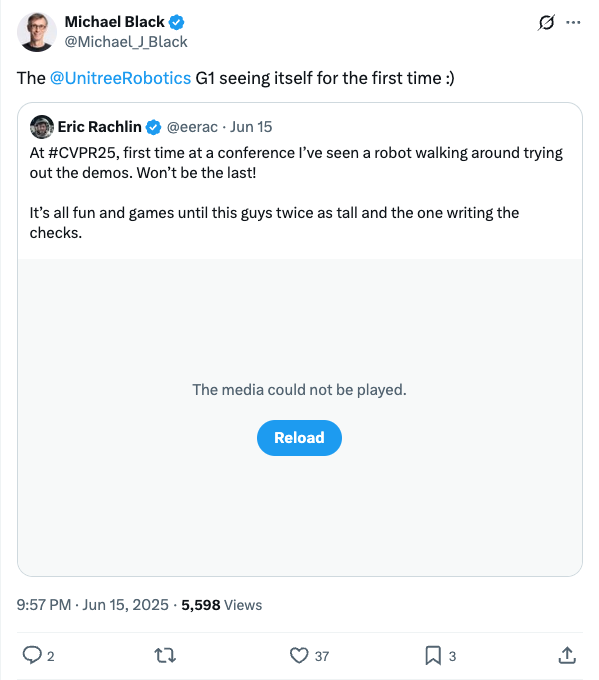 Michael Black
@Michael_J_Black
The @UnitreeRobotics G1 seeing itself for the first time :)
Eric Rachlin @eerac · Jun 15
At #CVPR25, first time at a conference I’ve seen a robot walking around trying
out the demos. Won’t be the last!
It’s all fun and games until this guys twice as tall and the one writing the
checks.
The media could not be played.
Reload
9:57 PM · Jun 15, 2025 · 5,598 Views
2 37 3